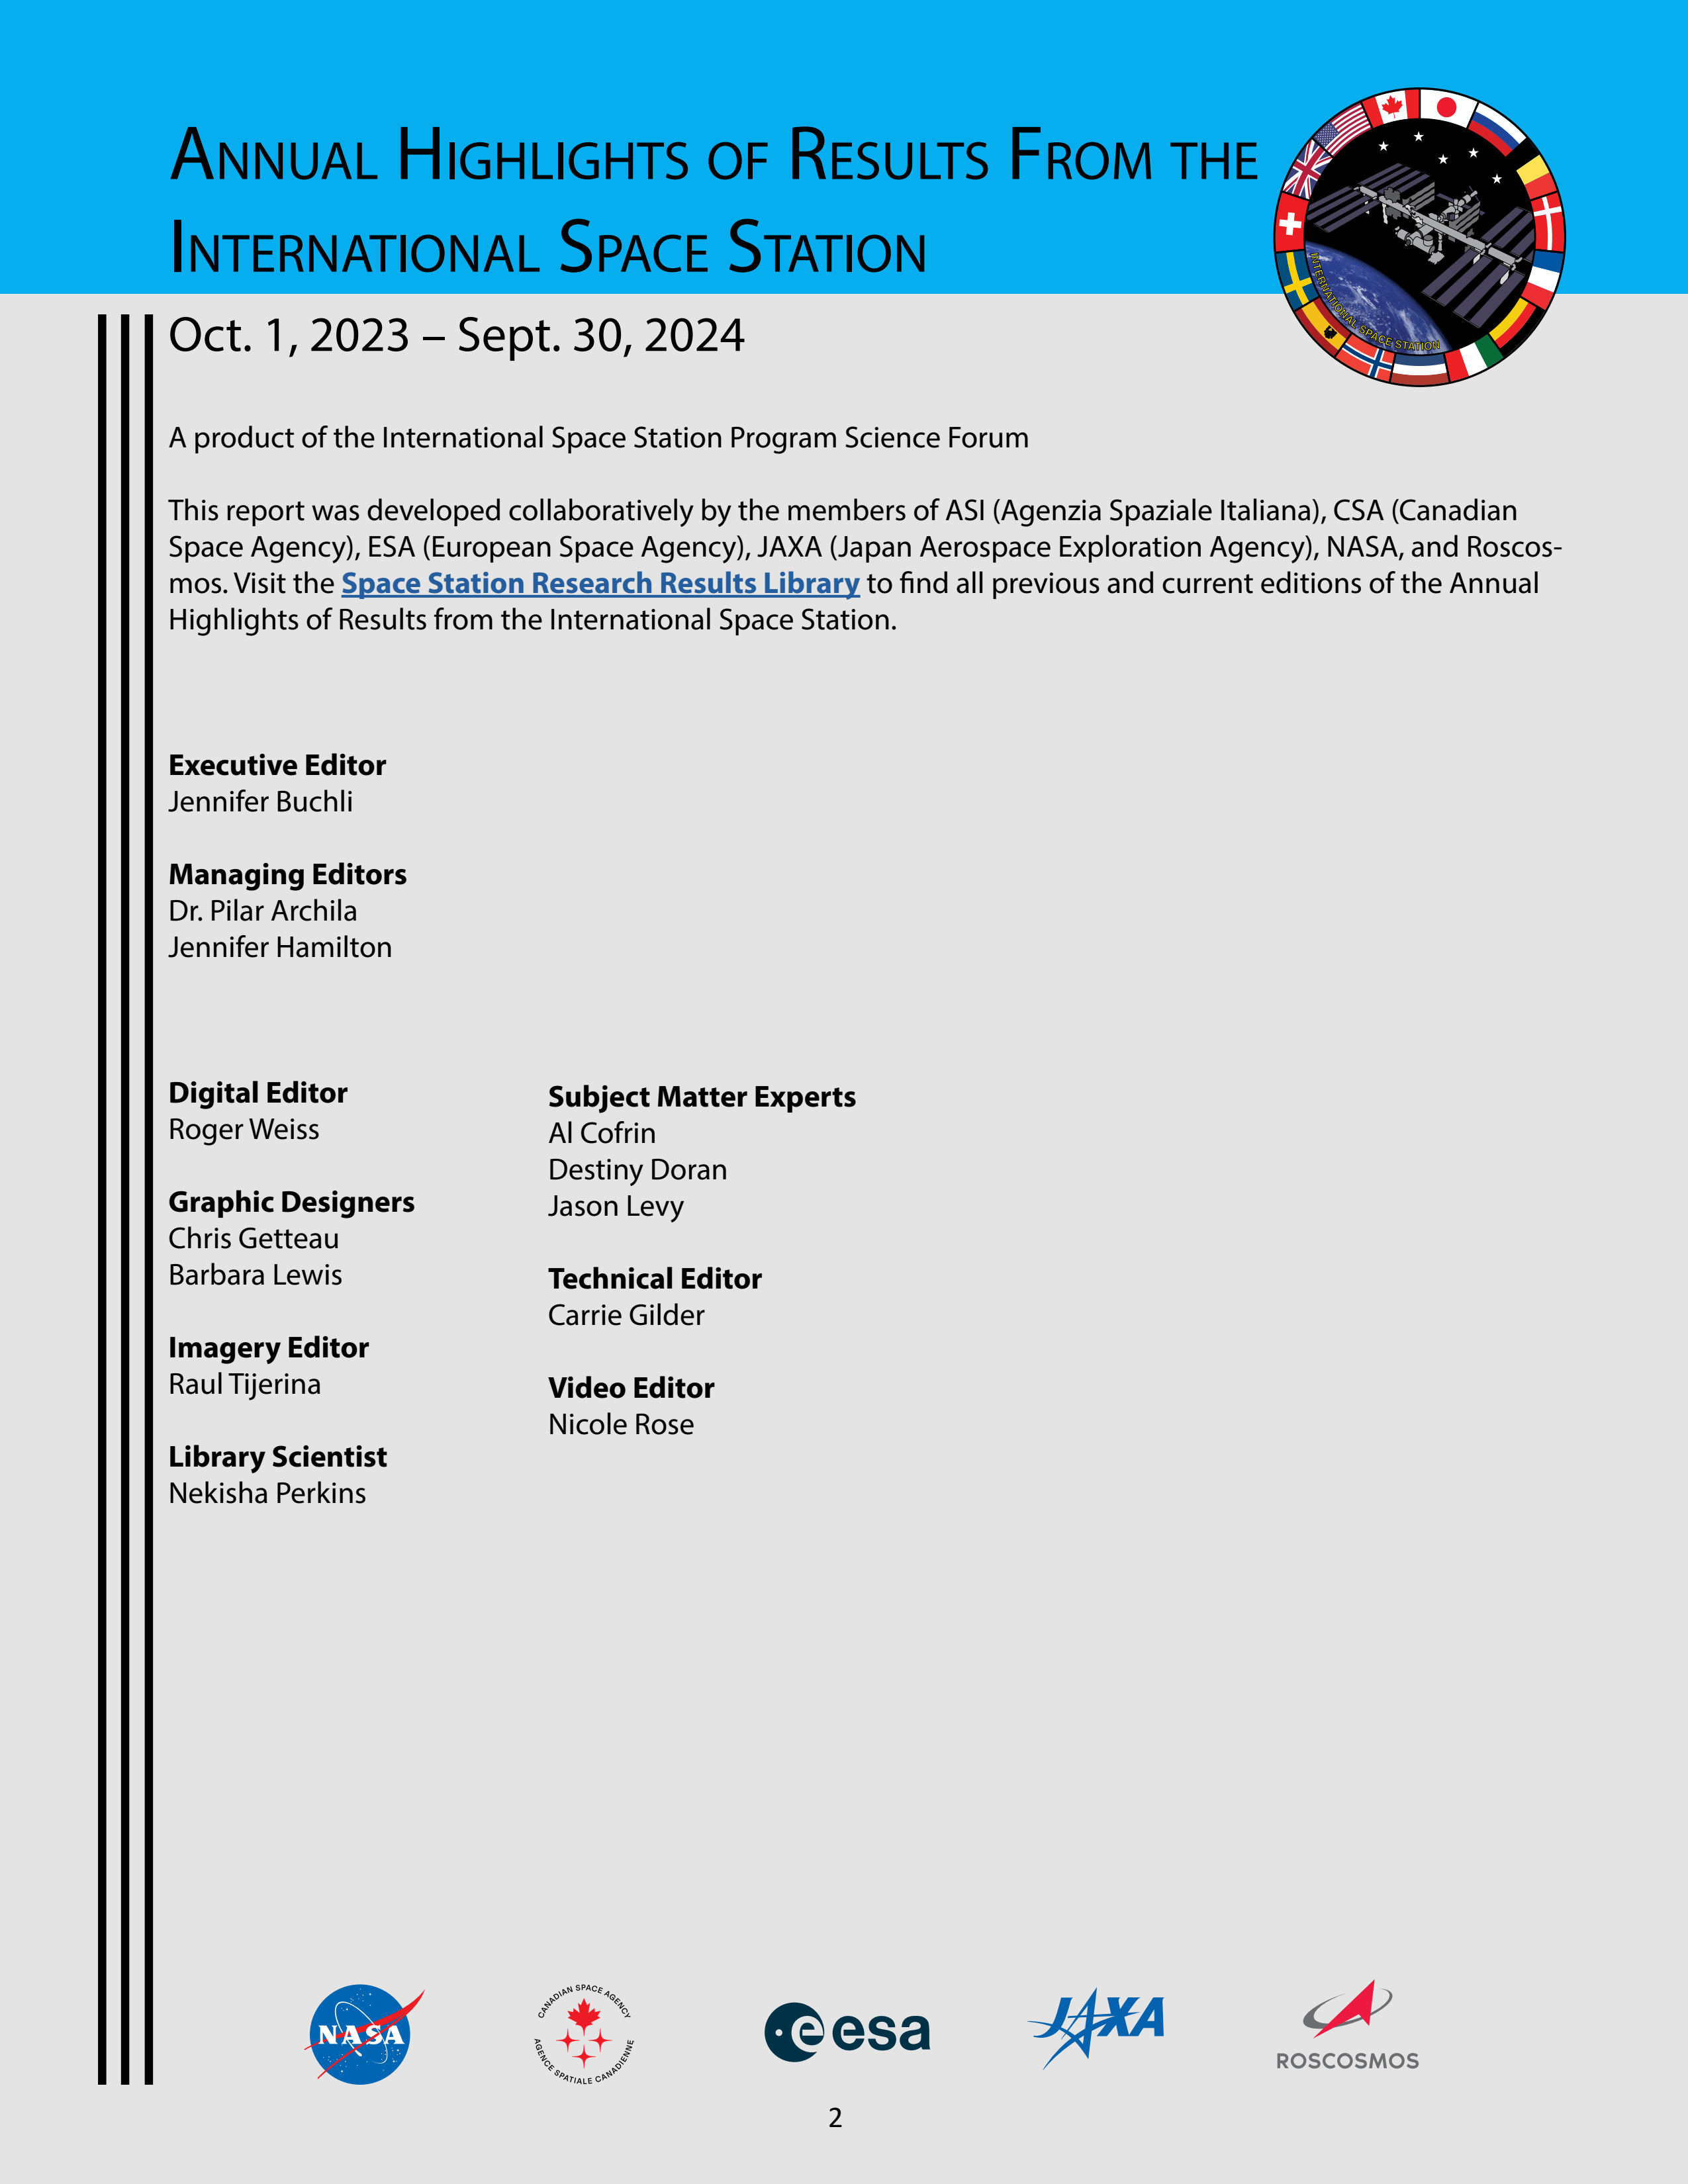 Annual Highlights of Results From the
International Space Station
INTERNATIONAL SPACE STATION
Oct. 1, 2023 – Sept. 30, 2024
A product of the International Space Station Program Science Forum
This report was developed collaboratively by the members of ASI (Agenzia Spaziale Italiana), CSA (Canadian
Space Agency), ESA (European Space Agency), JAXA (Japan Aerospace Exploration Agency), NASA, and Roscos-
mos. Visit the Space Station Research Results Library to find all previous and current editions of the Annual
Highlights of Results from the International Space Station.
Executive Editor
Jennifer Buchli
Managing Editors
Dr. Pilar Archila
Jennifer Hamilton
Digital Editor
Roger Weiss
Graphic Designers
Chris Getteau
Barbara Lewis
Imagery Editor
Raul Tijerina
Library Scientist
Nekisha Perkins
Subject Matter Experts
Al Cofrin
Destiny Doran
Jason Levy
Technical Editor
Carrie Gilder
Video Editor
Nicole Rose
NASA
CANADIAN SPACE AGENCY
AGENCE SPATIALE CANADIENNE
esa
JAXA
ROSCOSMOS
2